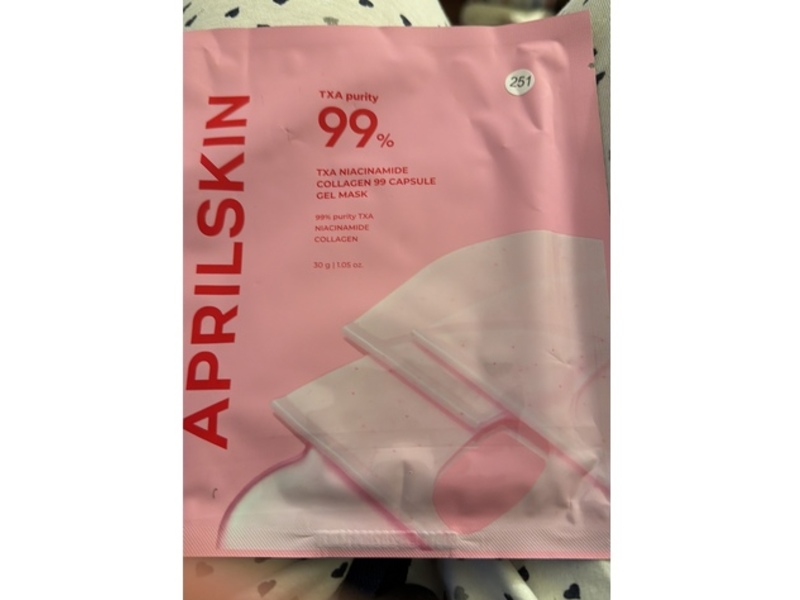 APRILSKIN
251
TXA purity
99%
TXA NIACINAMIDE
COLLAGEN 99 CAPSULE
GEL MASK
99% purity TXA
NIACINAMIDE
COLLAGEN
30 g | 1.05 oz.